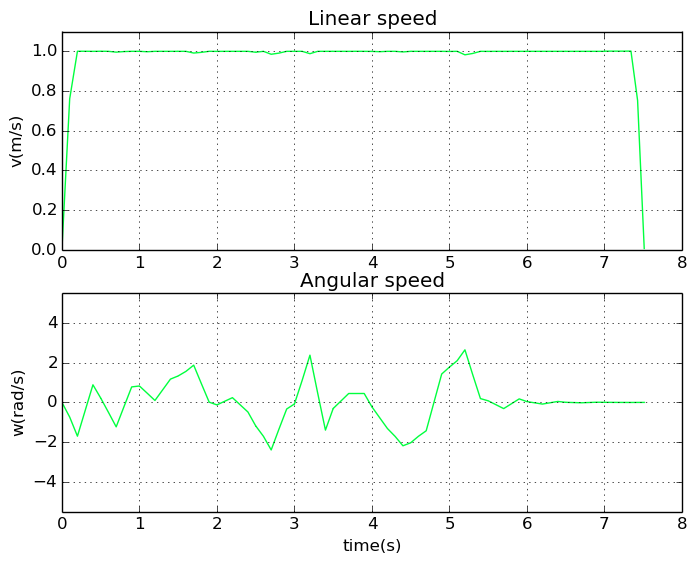 Linear speed
v(m/s)
1.0
0.8
0.6
0.4
0.2
0.0
0 1 2 3 4 5 6 7 8
Angular speed
w(rad/s)
4
2
0
−2
−4
0 1 2 3 4 5 6 7 8
time(s)